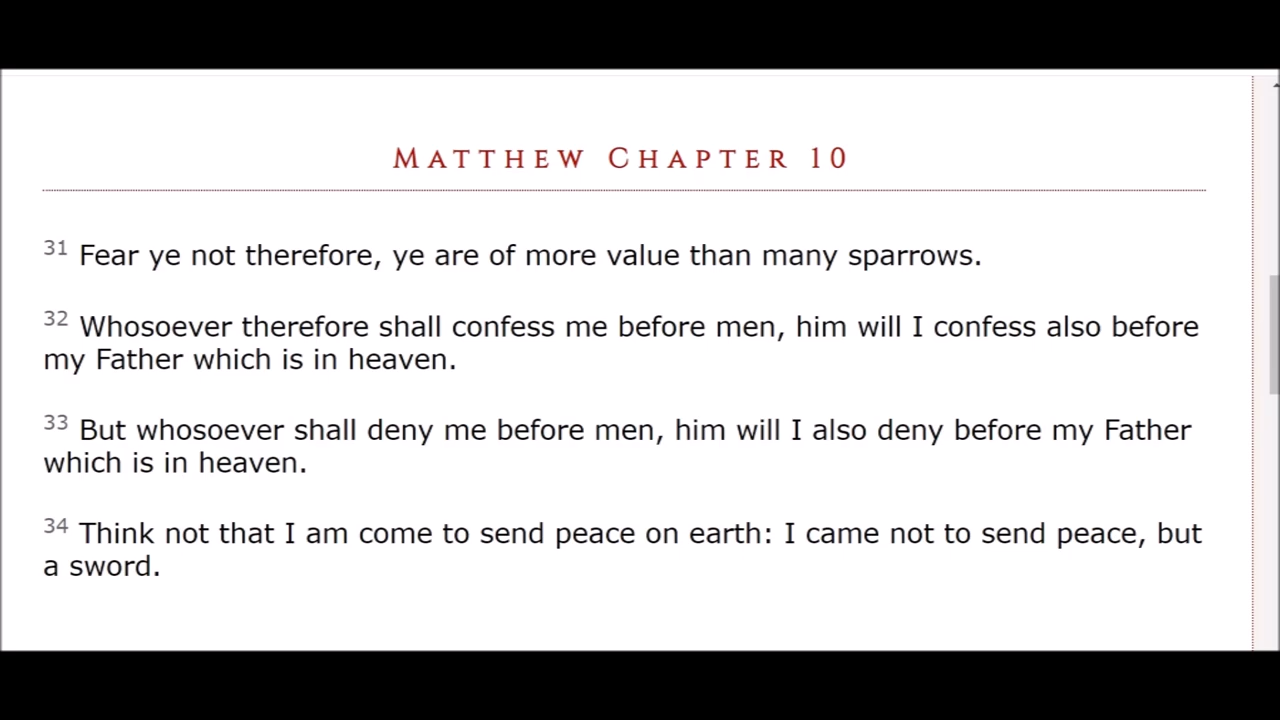 MATTHEW CHAPTER 10
31 Fear ye not therefore, ye are of more value than many sparrows.
32 Whosoever therefore shall confess me before men, him will I confess also before
my Father which is in heaven.
33 But whosoever shall deny me before men, him will I also deny before my Father
which is in heaven.
34 Think not that I am come to send peace on earth: I came not to send peace, but
a sword.